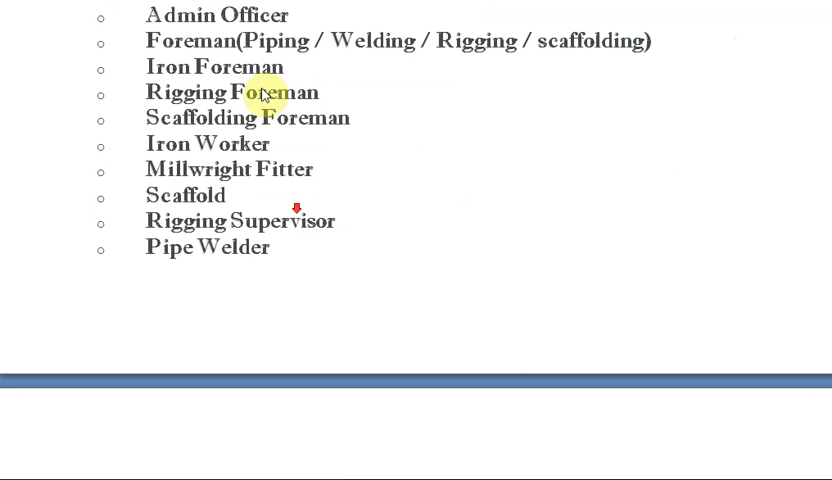 Admin Officer
Foreman(Piping / Welding / Rigging / scaffolding)
Iron Foreman
Rigging Foreman
Scaffolding Foreman
Iron Worker
Millwright Fitter
Scaffold
Rigging Supervisor
Pipe Welder